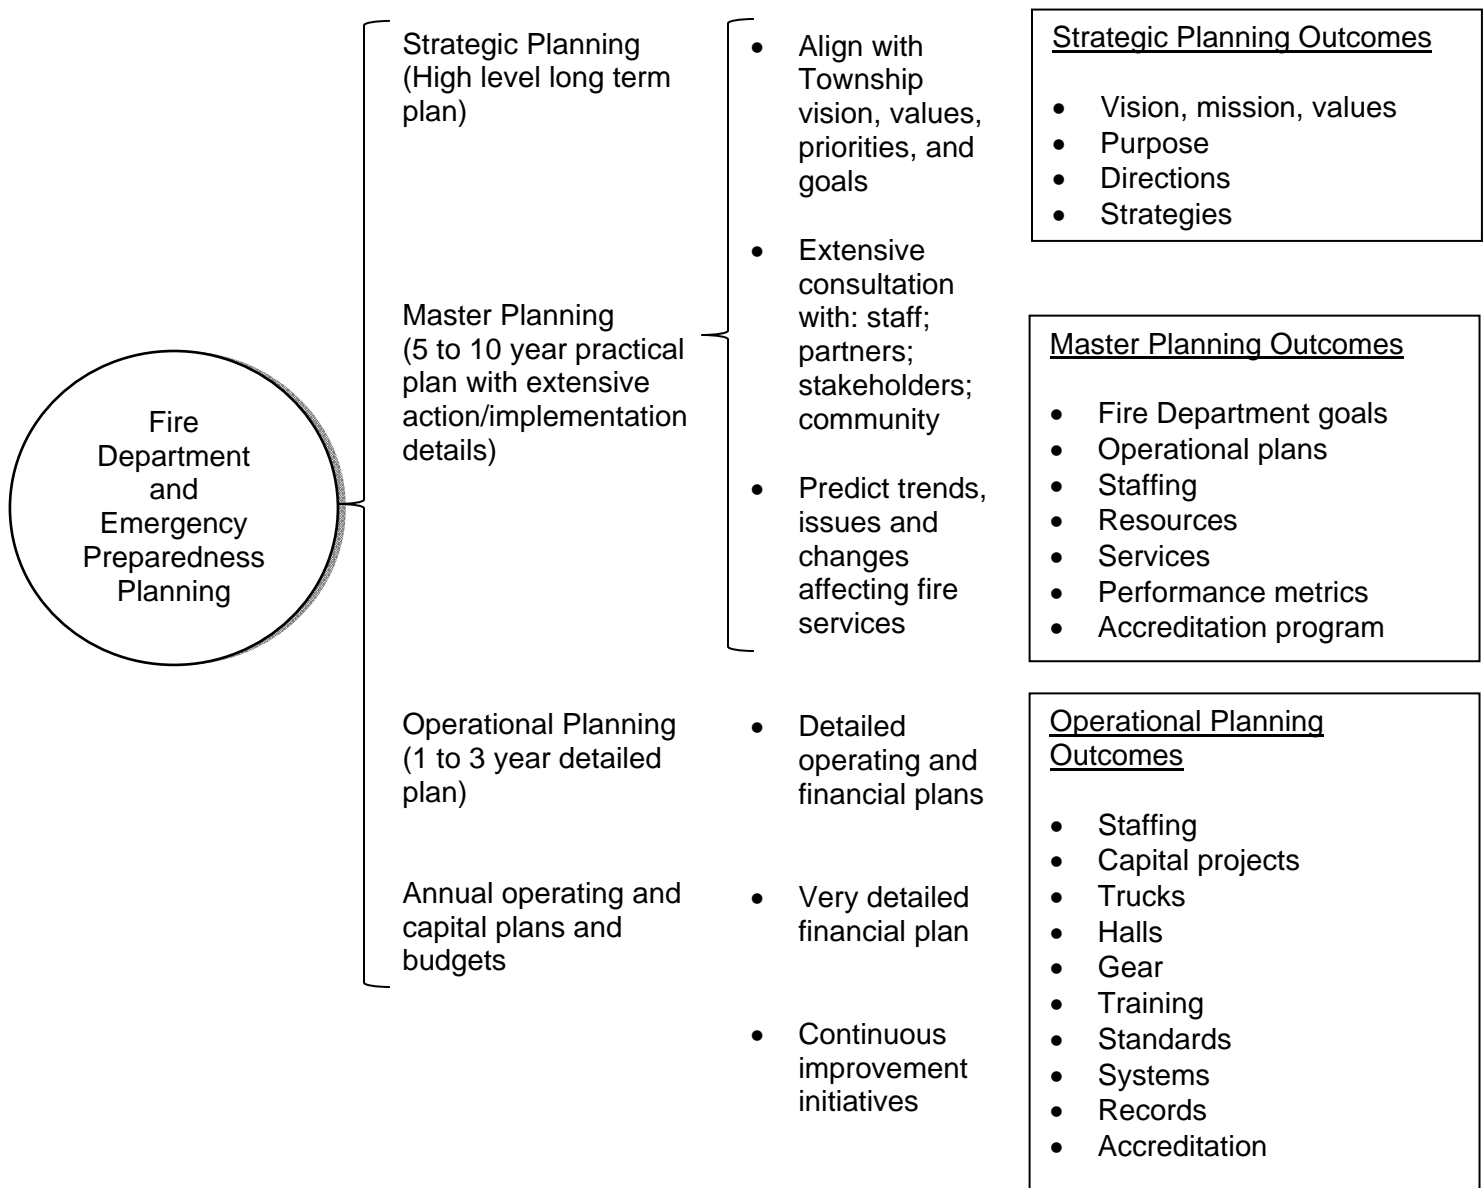 Fire
Department
and
Emergency
Preparedness
Planning
Strategic Planning
(High level long term
plan)
Master Planning
(5 to 10 year practical
plan with extensive
action/implementation
details)
Operational Planning
(1 to 3 year detailed
plan)
Annual operating and
capital plans and
budgets
• Align with
Township
vision, values,
priorities, and
goals
• Extensive
consultation
with: staff;
partners;
stakeholders;
community
• Predict trends,
issues and
changes
affecting fire
services
• Detailed
operating and
financial plans
• Very detailed
financial plan
• Continuous
improvement
initiatives
Strategic Planning Outcomes
• Vision, mission, values
• Purpose
• Directions
• Strategies
Master Planning Outcomes
• Fire Department goals
• Operational plans
• Staffing
• Resources
• Services
• Performance metrics
• Accreditation program
Operational Planning
Outcomes
• Staffing
• Capital projects
• Trucks
• Halls
• Gear
• Training
• Standards
• Systems
• Records
• Accreditation